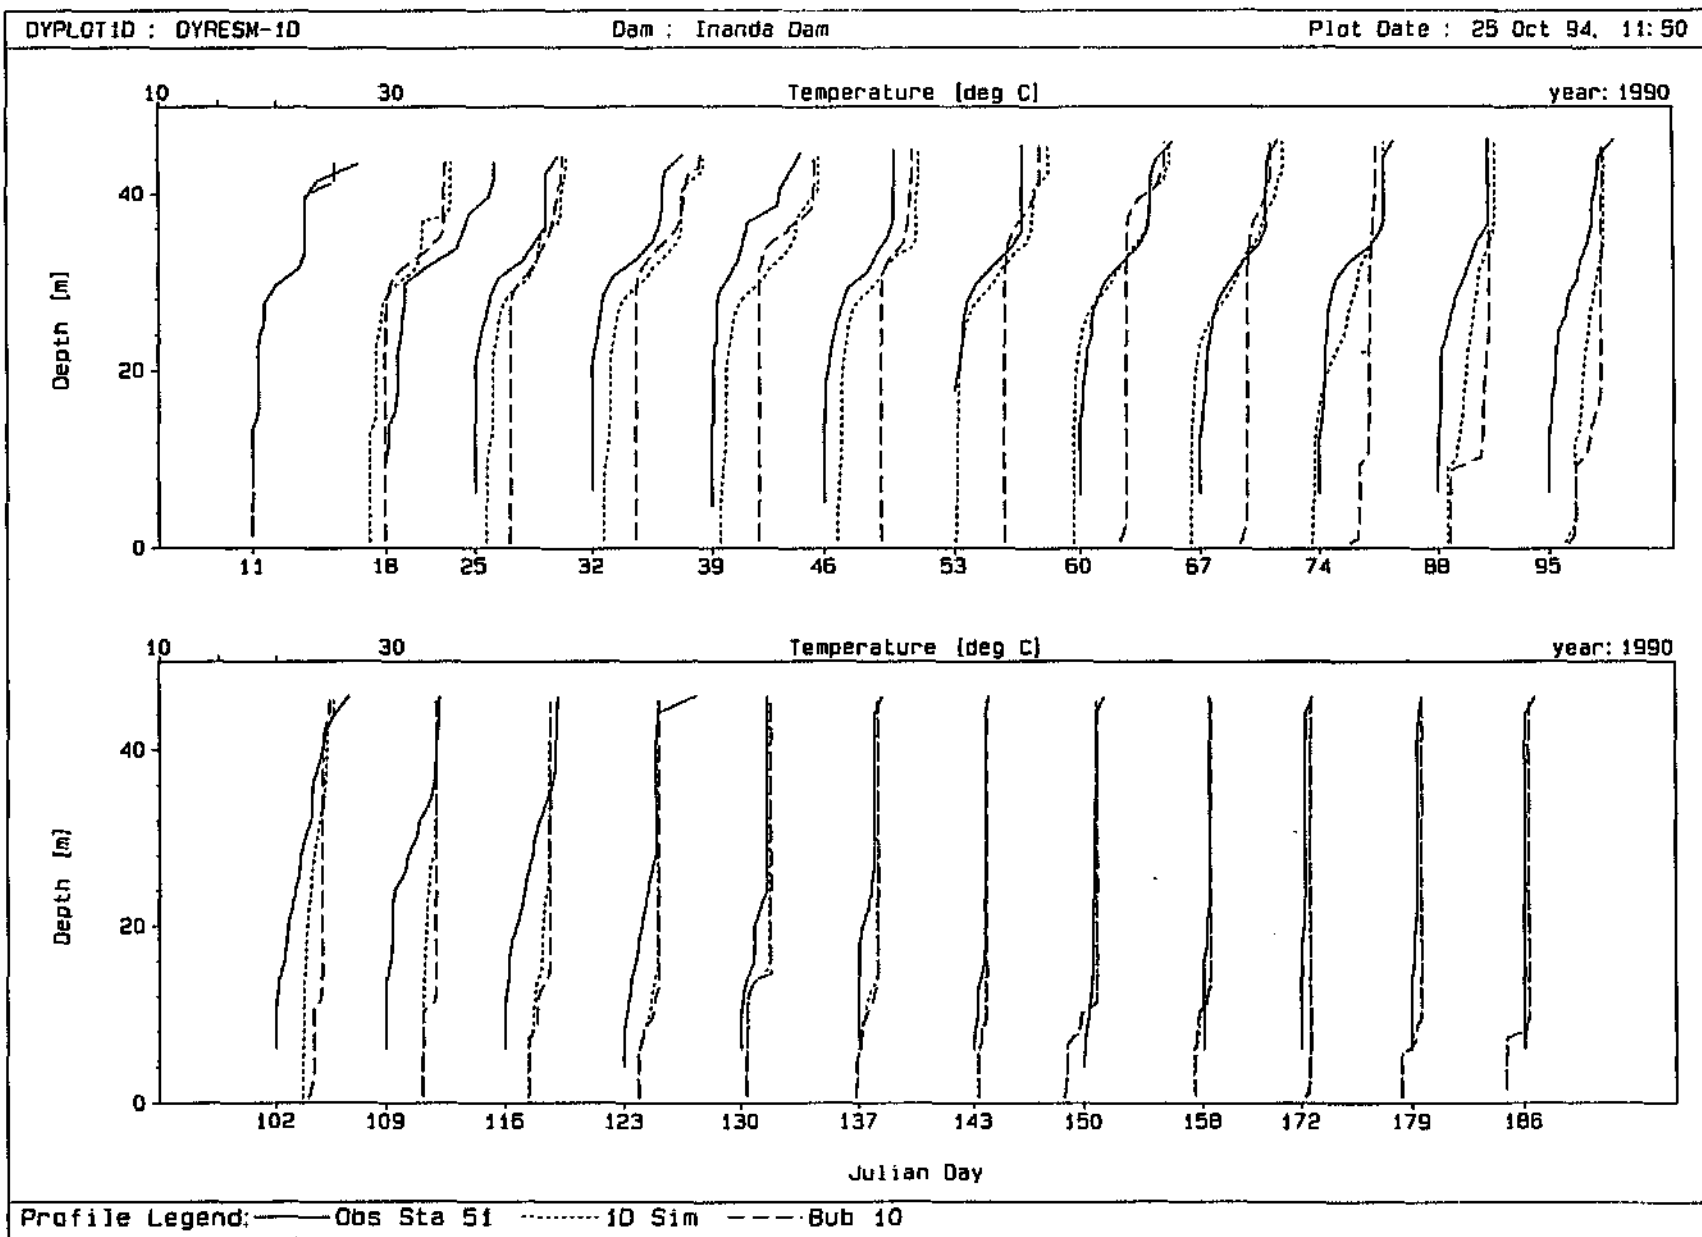 DYPLOT1D : DYRESM-1D Dam : Inanda Dam Plot Date : 25 Oct 94, 11:50
10 30 Temperature [deg C] year: 1990
Depth [m]
40
20
0
11 18 25 32 39 46 53 60 67 74 88 95
10 30 Temperature [deg C] year: 1990
Depth [m]
40
20
0
102 109 116 123 130 137 143 150 158 172 179 186
Julian Day
Profile Legend: Obs Sta S1 1D Sim Bub 10